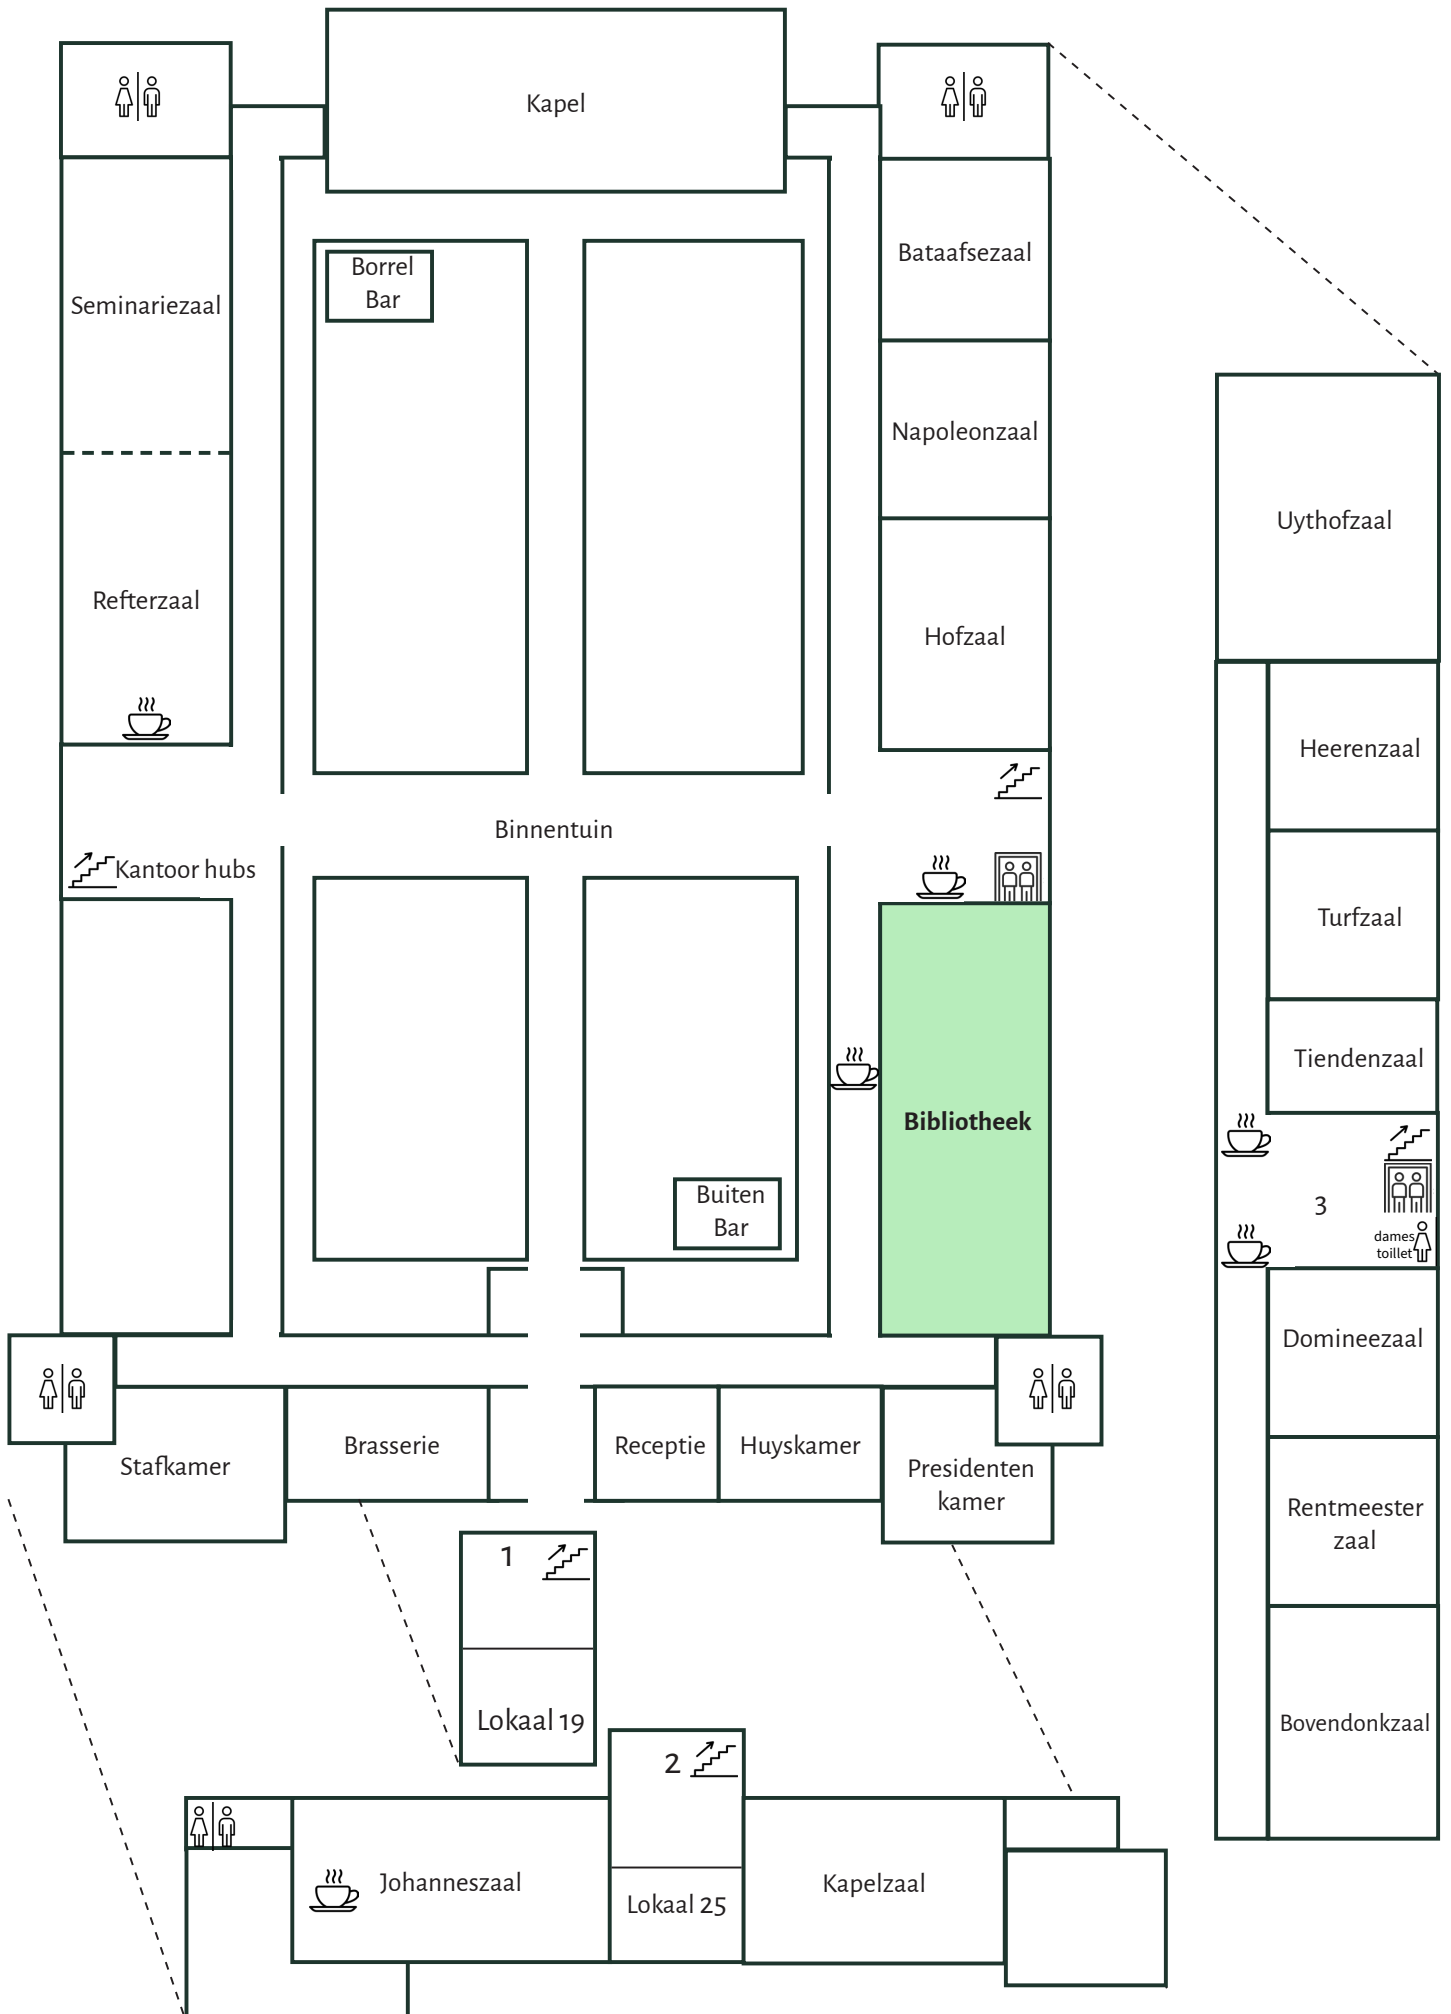 Kapel
Borrel
Bar
Bataafsezaal
Seminariezaal
Napoleonzaal
Uythofzaal
Refterzaal
Hofzaal
Heerenzaal
Binnentuin
Kantoor hubs
Turfzaal
Tiendenzaal
Bibliotheek
Buiten
Bar
3
dames
toillet
Domineezaal
Stafkamer
Brasserie
Receptie
Huyskamer
Presidenten
kamer
Rentmeester
zaal
1
Lokaal 19
Bovendonkzaal
2
Johanneszaal
Lokaal 25
Kapelzaal